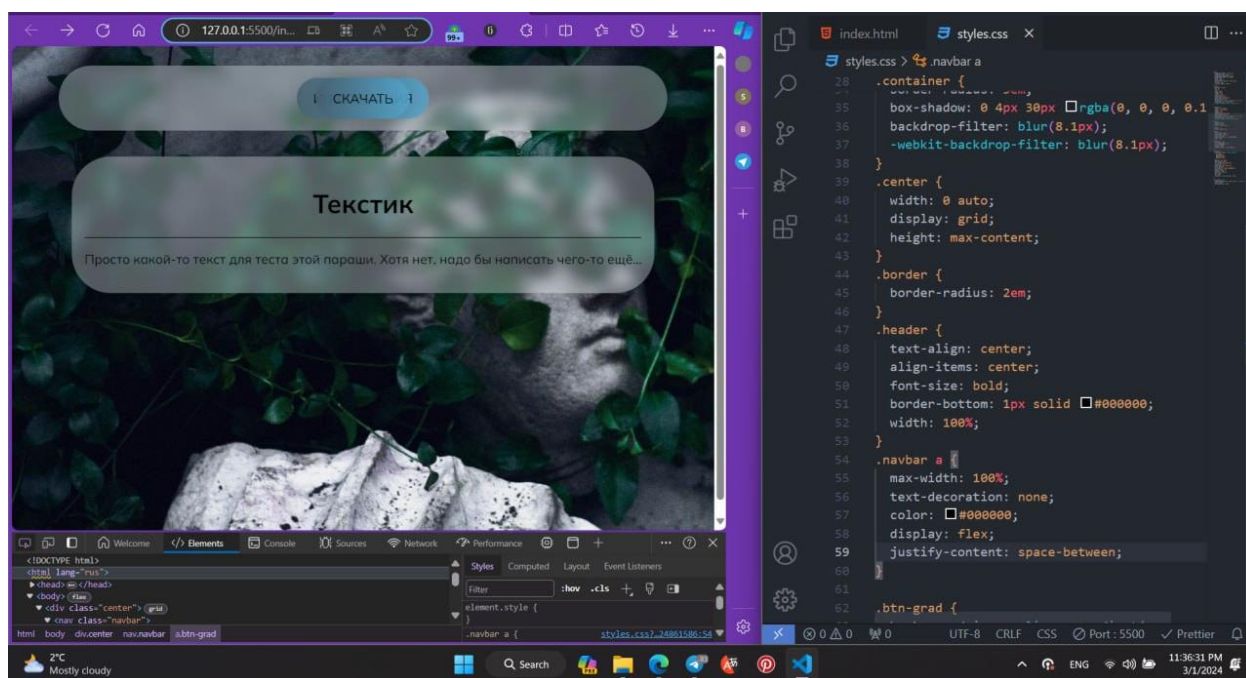 127.0.0.1:5500/in...
99+
СКАЧАТЬ
Текстик
Просто какой-то текст для теста этой параши. Хотя нет, надо бы написать чего-то ещё...
Welcome
</> Elements
Console
Sources
Network
Performance
<!DOCTYPE html>
<html lang="rus">
<head> ⋯ </head>
<body> flex
<div class="center"> grid
<nav class="navbar">
html body div.center nav.navbar a.btn-grad
Styles Computed Layout Event Listeners
Filter
:hov .cls
element.style {
}
.navbar a {
index.html
styles.css
styles.css > .navbar a
28 .container {
35 box-shadow: 0 4px 30px rgba(0, 0, 0, 0.1
36 backdrop-filter: blur(8.1px);
37 -webkit-backdrop-filter: blur(8.1px);
38 }
39 .center {
40 width: 0 auto;
41 display: grid;
42 height: max-content;
43 }
44 .border {
45 border-radius: 2em;
46 }
47 .header {
48 text-align: center;
49 align-items: center;
50 font-size: bold;
51 border-bottom: 1px solid #000000;
52 width: 100%;
53 }
54 .navbar a {
55 max-width: 100%;
56 text-decoration: none;
57 color: #000000;
58 display: flex;
59 justify-content: space-between;
60 }
61
62 .btn-grad {
0 0 0
UTF-8 CRLF CSS Port : 5500 Prettier
2°C
Mostly cloudy
Search
ENG
11:36:31 PM
3/1/2024